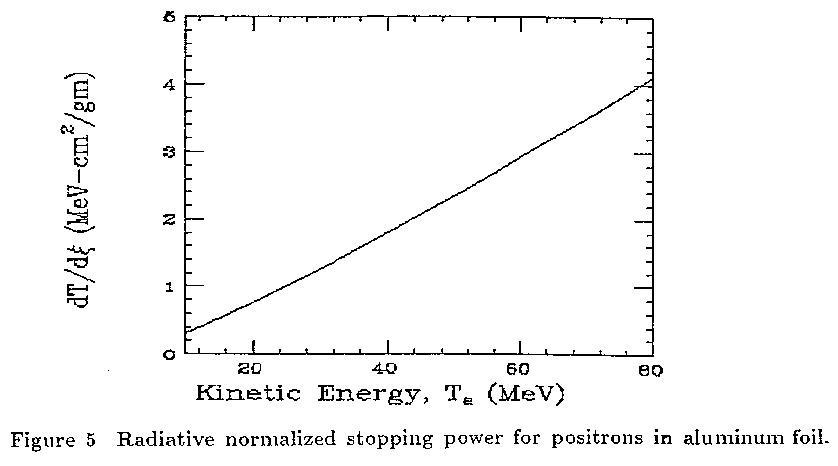 5
4
3
2
1
0
dT/dξ (MeV-cm²/gm)
20 40 60 80
Kinetic Energy, Tₑ (MeV)
Figure 5 Radiative normalized stopping power for positrons in aluminum foil.